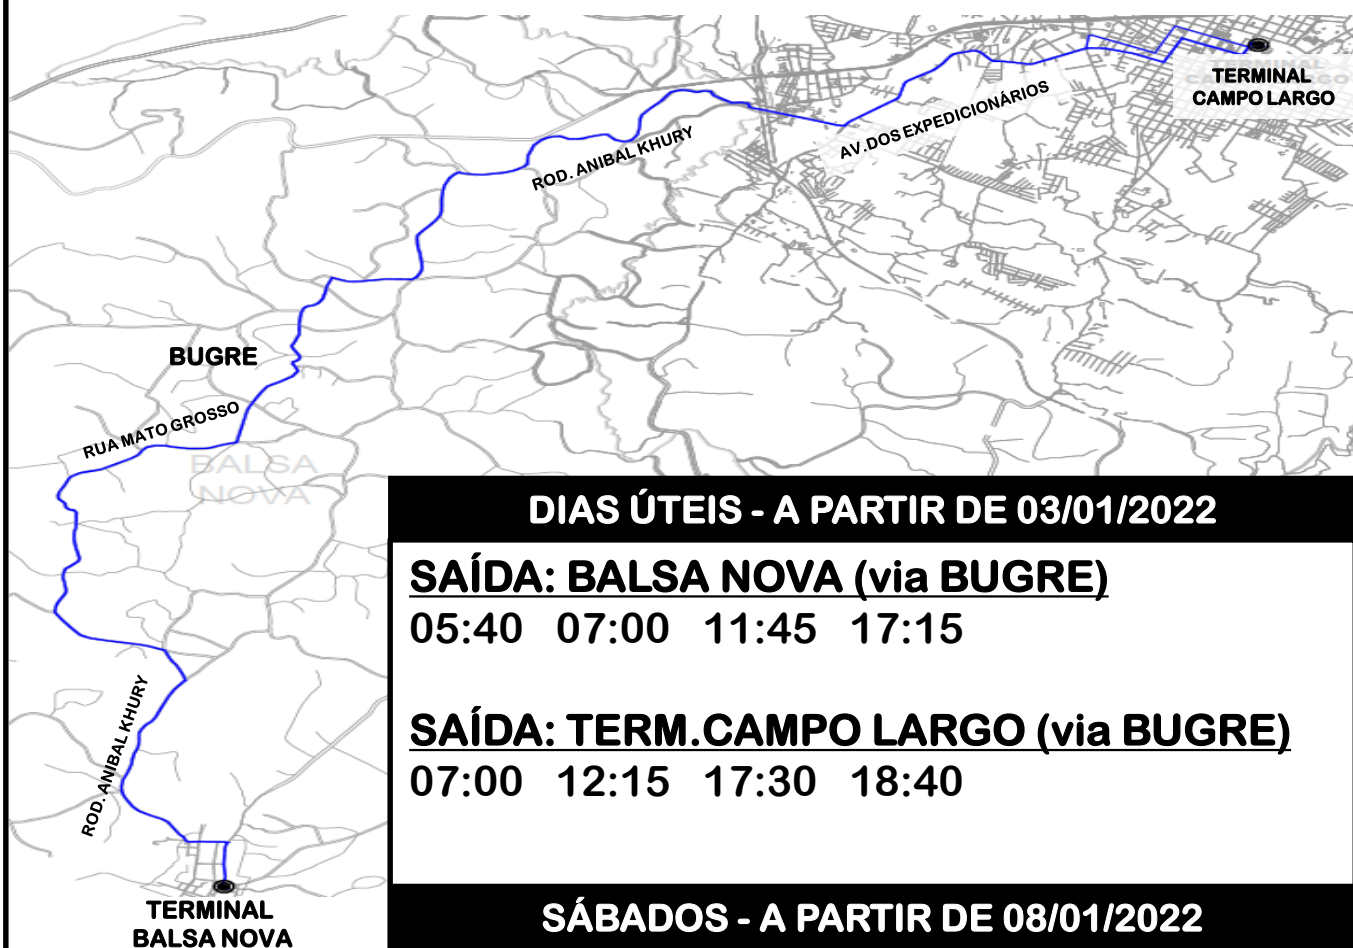 TERMINAL
CAMPO LARGO
AV.DOS EXPEDICIONÁRIOS
ROD. ANIBAL KHURY
BUGRE
RUA MATO GROSSO
BALSA
NOVA
DIAS ÚTEIS - A PARTIR DE 03/01/2022
SAÍDA: BALSA NOVA (via BUGRE)
05:40 07:00 11:45 17:15
SAÍDA: TERM.CAMPO LARGO (via BUGRE)
07:00 12:15 17:30 18:40
ROD. ANIBAL KHURY
TERMINAL
BALSA NOVA
SÁBADOS - A PARTIR DE 08/01/2022